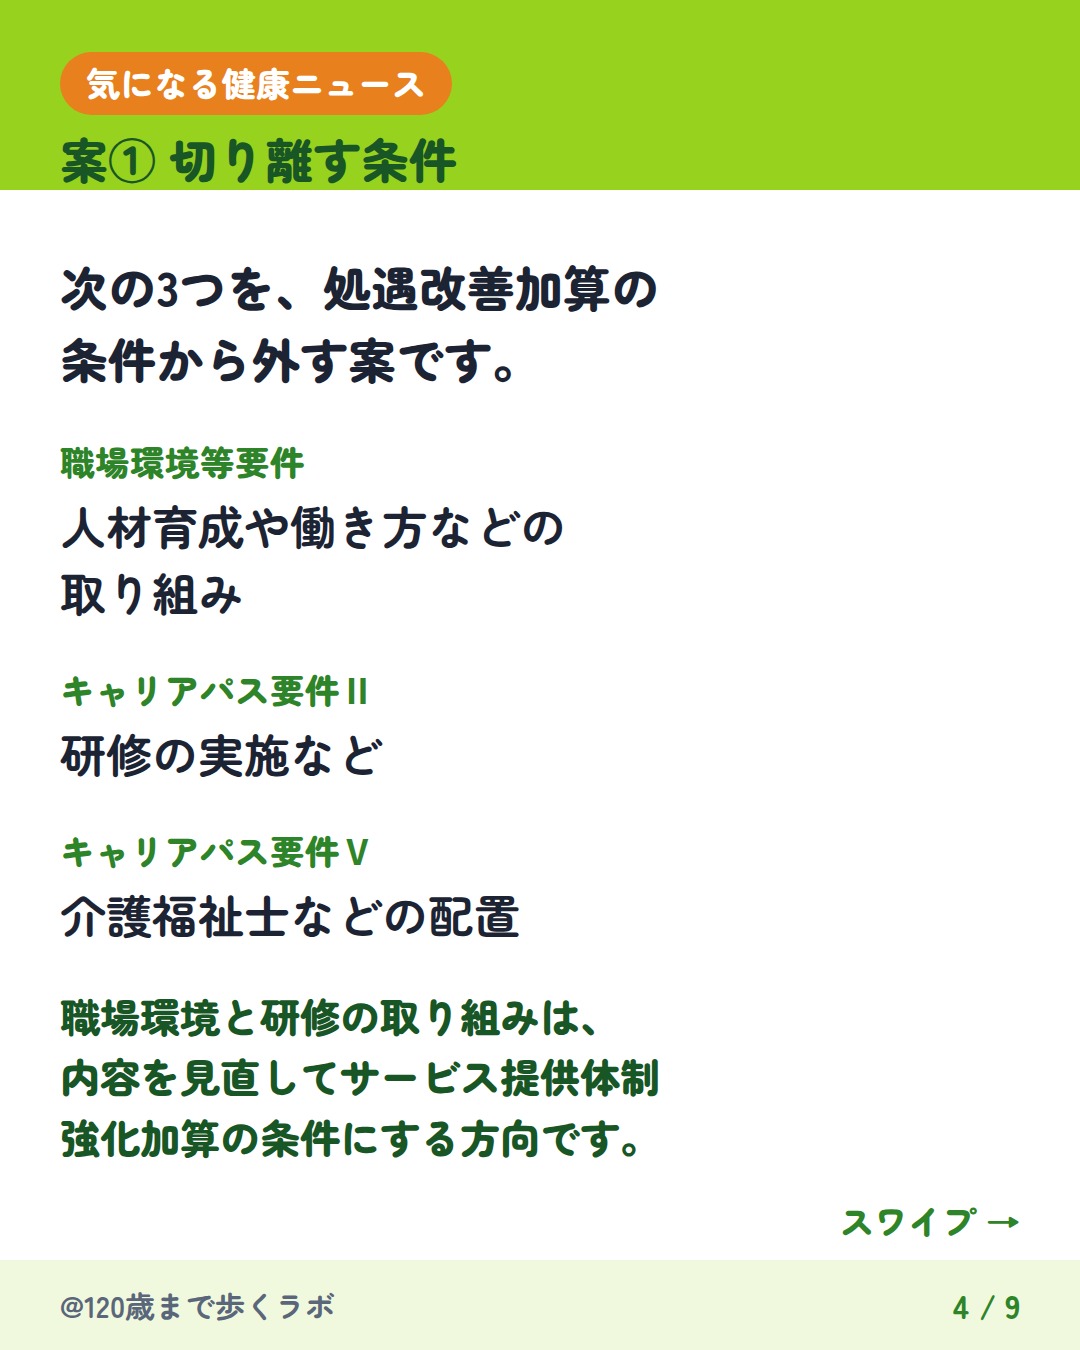 気になる健康ニュース
案① 切り離す条件
次の3つを、処遇改善加算の
条件から外す案です。
職場環境等要件
人材育成や働き方などの
取り組み
キャリアパス要件II
研修の実施など
キャリアパス要件V
介護福祉士などの配置
職場環境と研修の取り組みは、
内容を見直してサービス提供体制
強化加算の条件にする方向です。
スワイプ →
@120歳まで歩くラボ
4 / 9